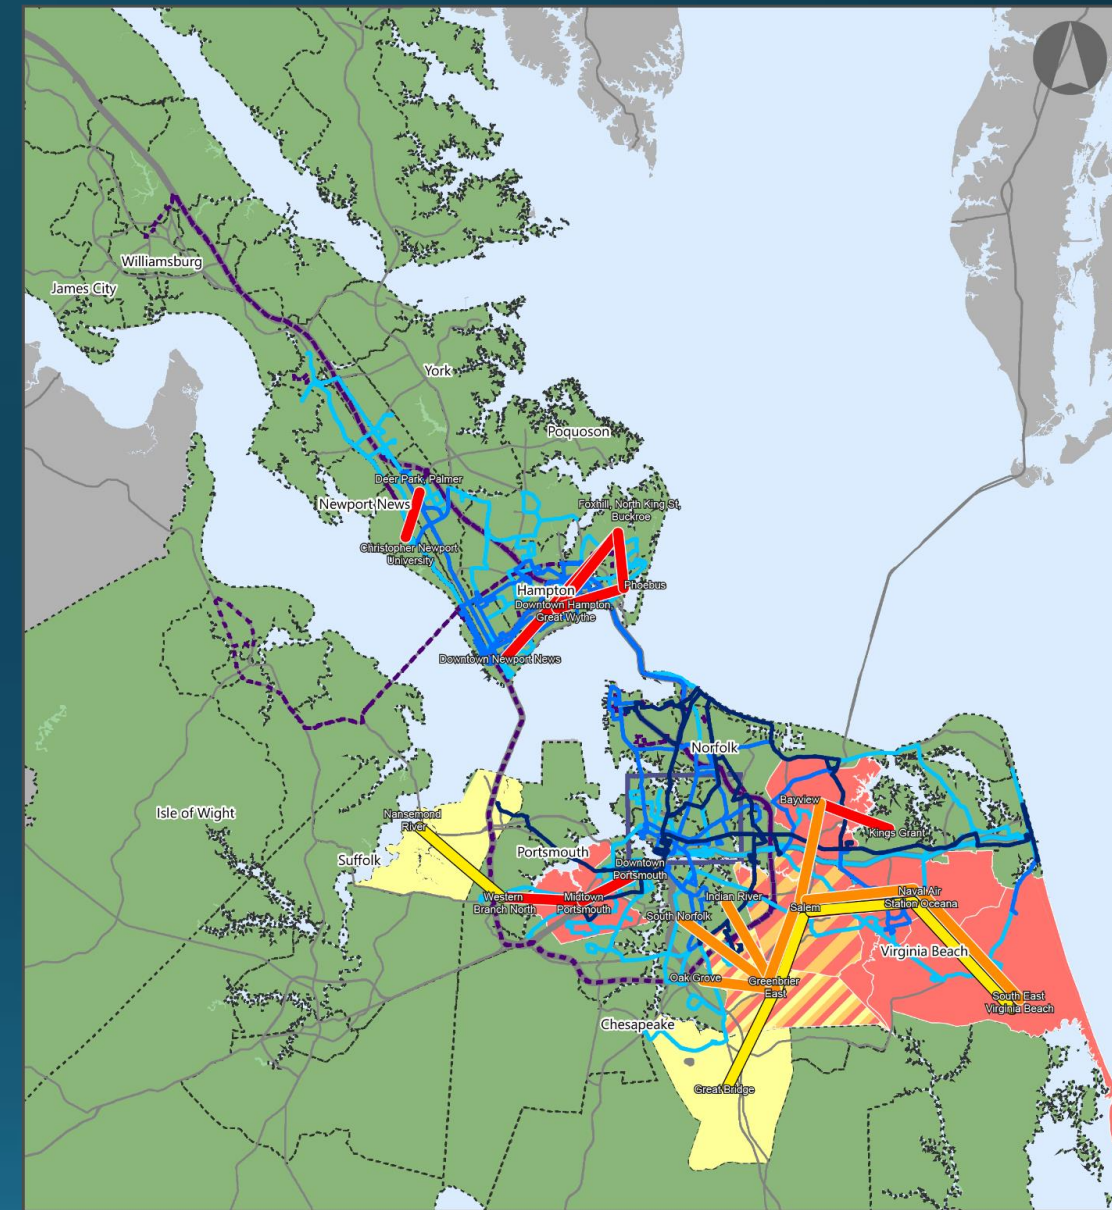 Williamsburg
James City
York
Poquoson
Deer Park, Palmer
Newport News
Foxhill, North King St,
Buckroe
Christopher Newport
University
Hampton
Phoebus
Downtown Hampton,
Great Wythe
Downtown Newport News
Norfolk
Bayview
Isle of Wight
Nansemond
River
Kings Grant
Portsmouth
Suffolk
Downtown
Portsmouth
Western
Branch North
Midtown
Portsmouth
Indian River
Naval Air
Station Oceana
South Norfolk
Salem
Virginia Beach
Oak Grove
Greenbrier
East
South East
Virginia Beach
Chesapeake
Great Bridge